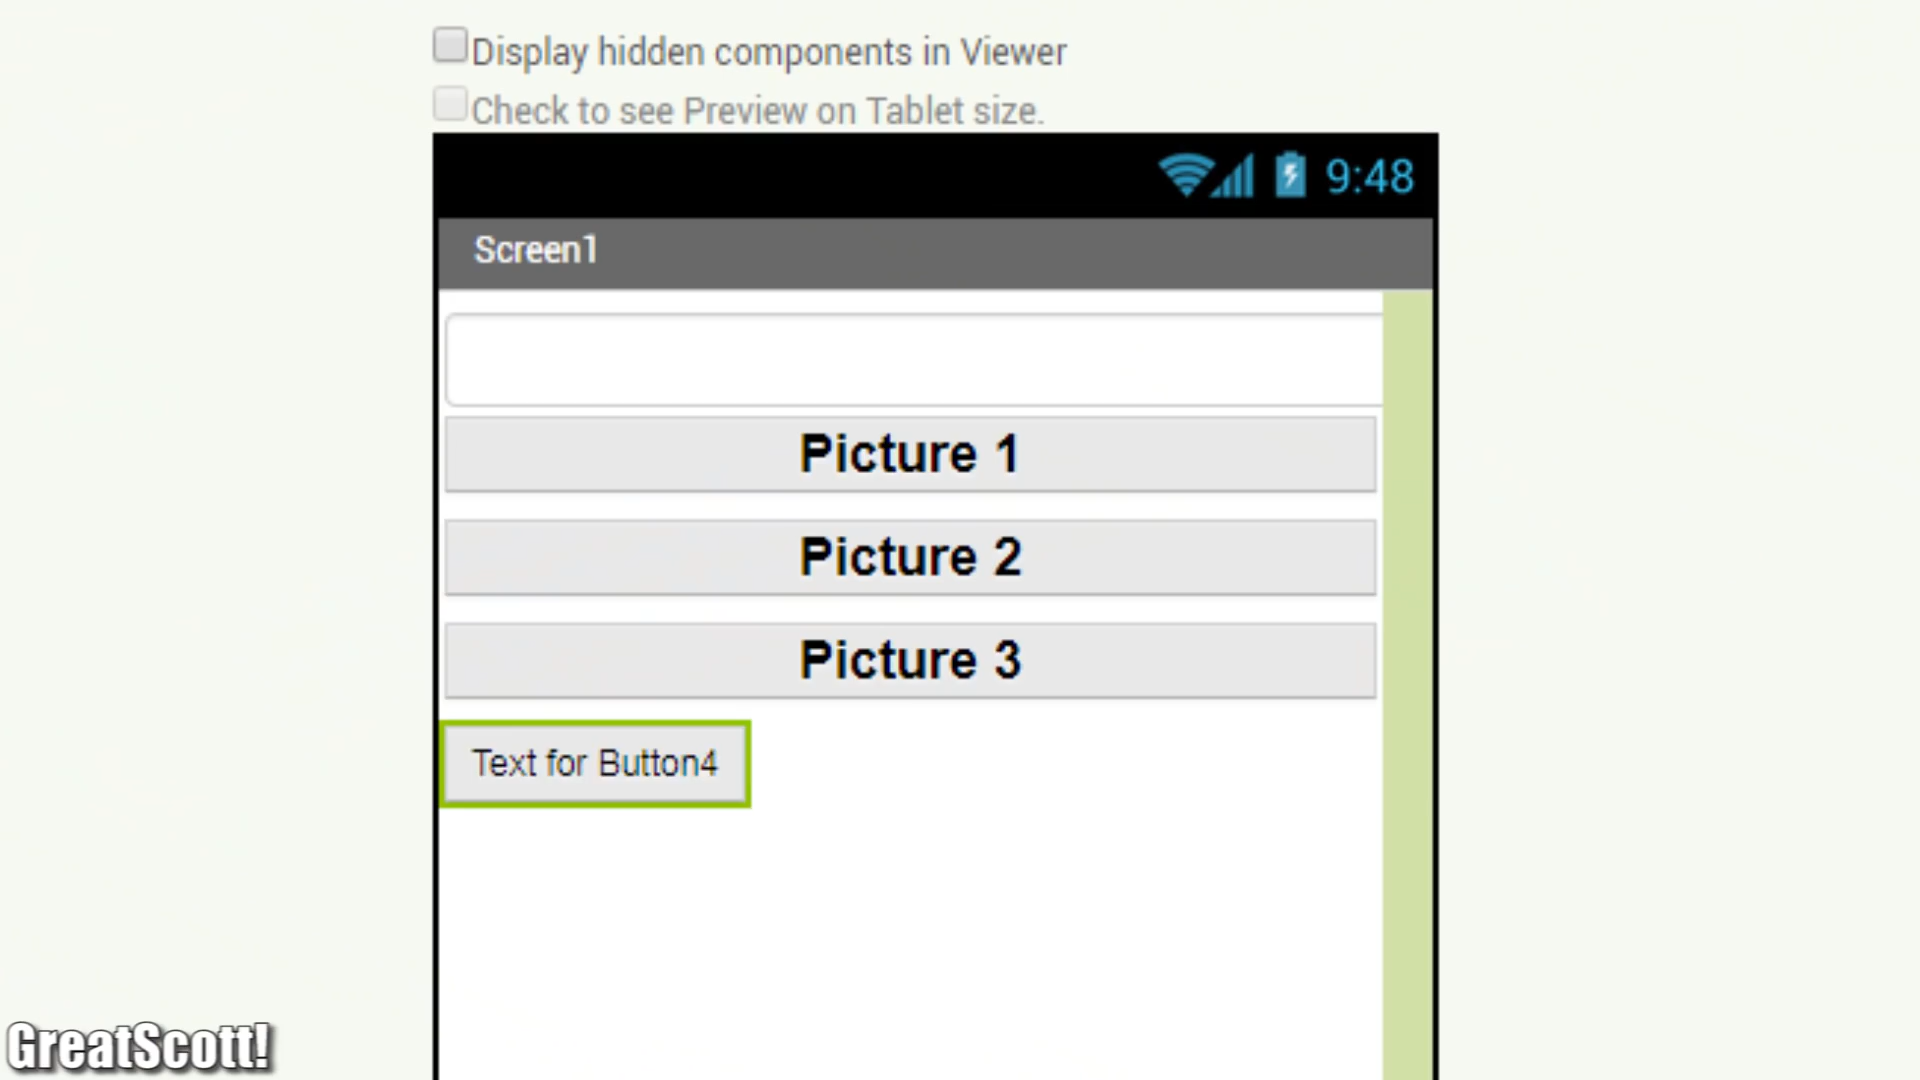 Display hidden components in Viewer
Check to see Preview on Tablet size.
9:48
Screen1
Picture 1
Picture 2
Picture 3
Text for Button4
GreatScott!